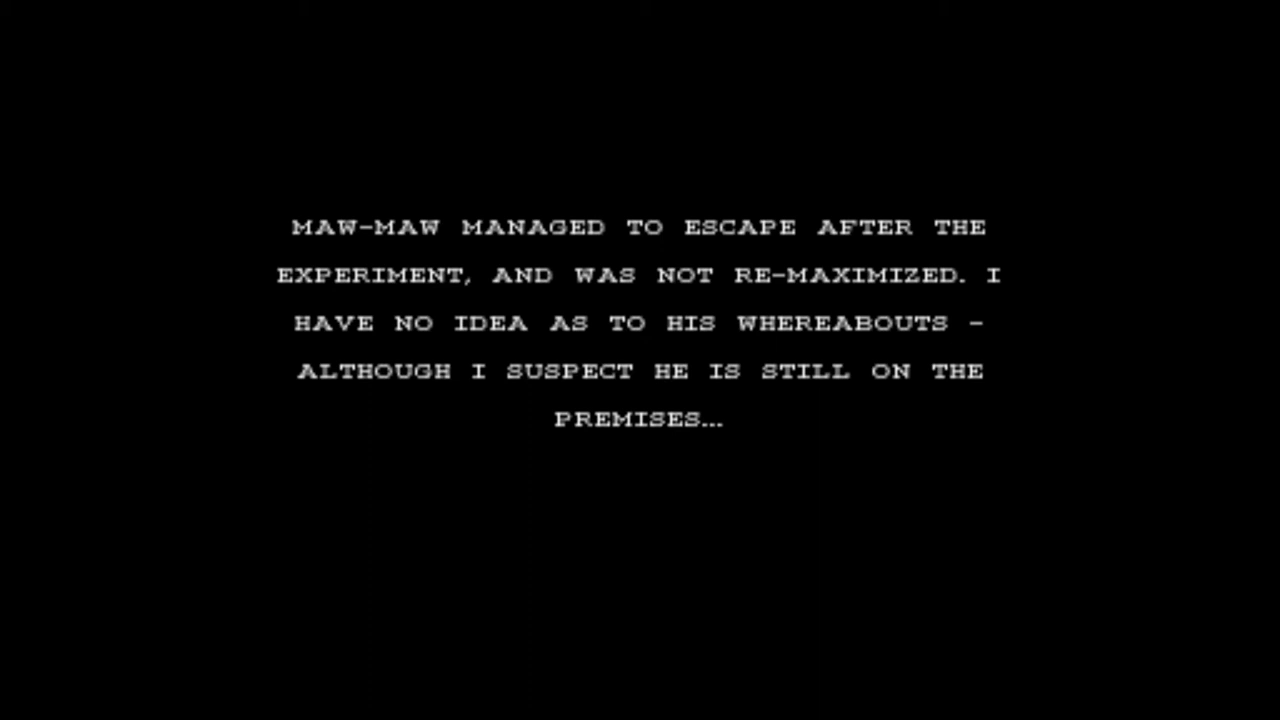 MAW-MAW MANAGED TO ESCAPE AFTER THE
EXPERIMENT, AND WAS NOT RE-MAXIMIZED. I
HAVE NO IDEA AS TO HIS WHEREABOUTS -
ALTHOUGH I SUSPECT HE IS STILL ON THE
PREMISES...